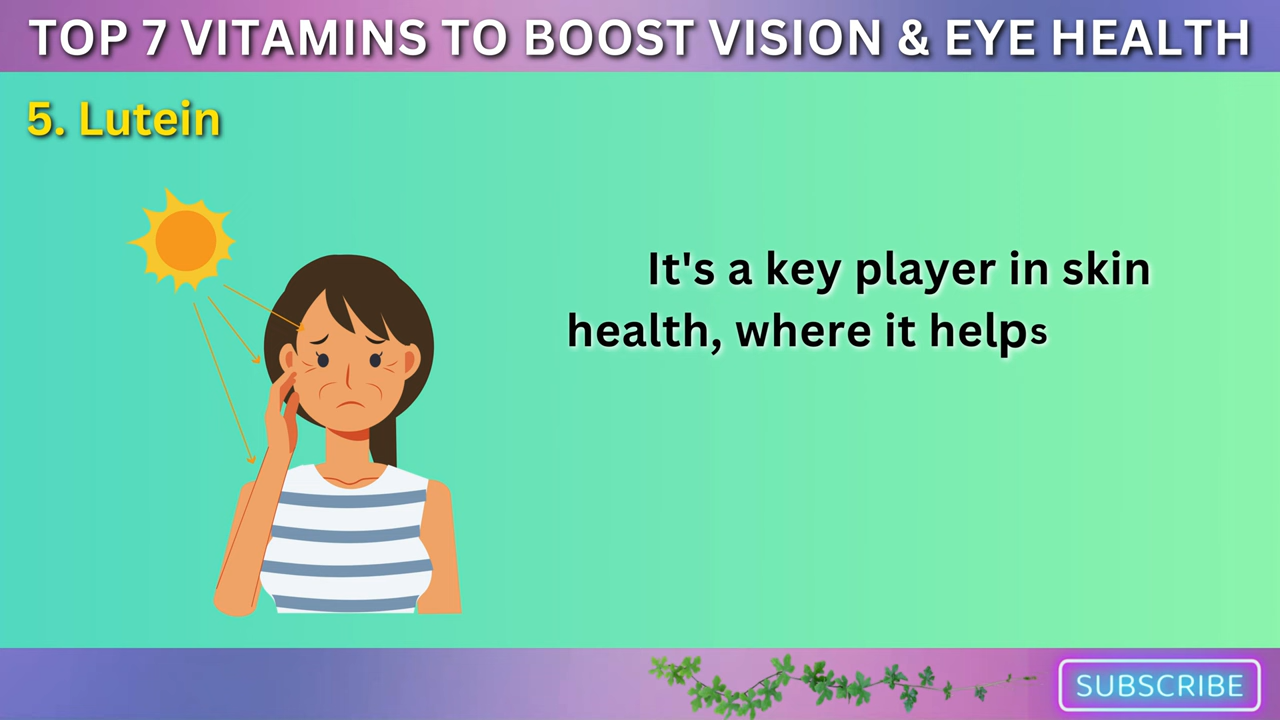 TOP 7 VITAMINS TO BOOST VISION & EYE HEALTH
5. Lutein
It's a key player in skin
health, where it helps
SUBSCRIBE